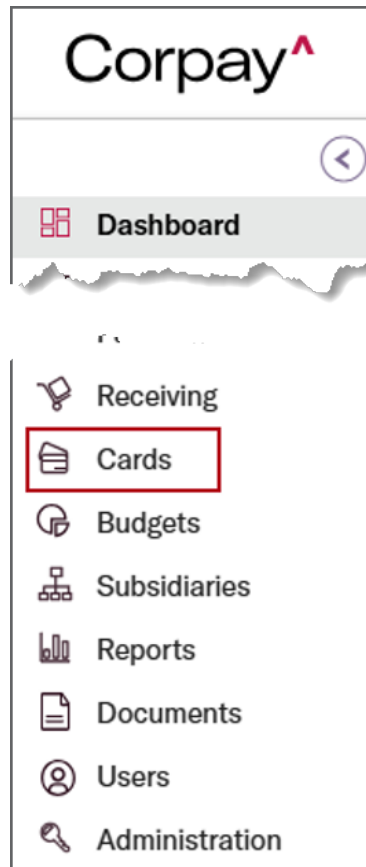 Corpay^
Dashboard
Receiving
Cards
Budgets
Subsidiaries
Reports
Documents
Users
Administration